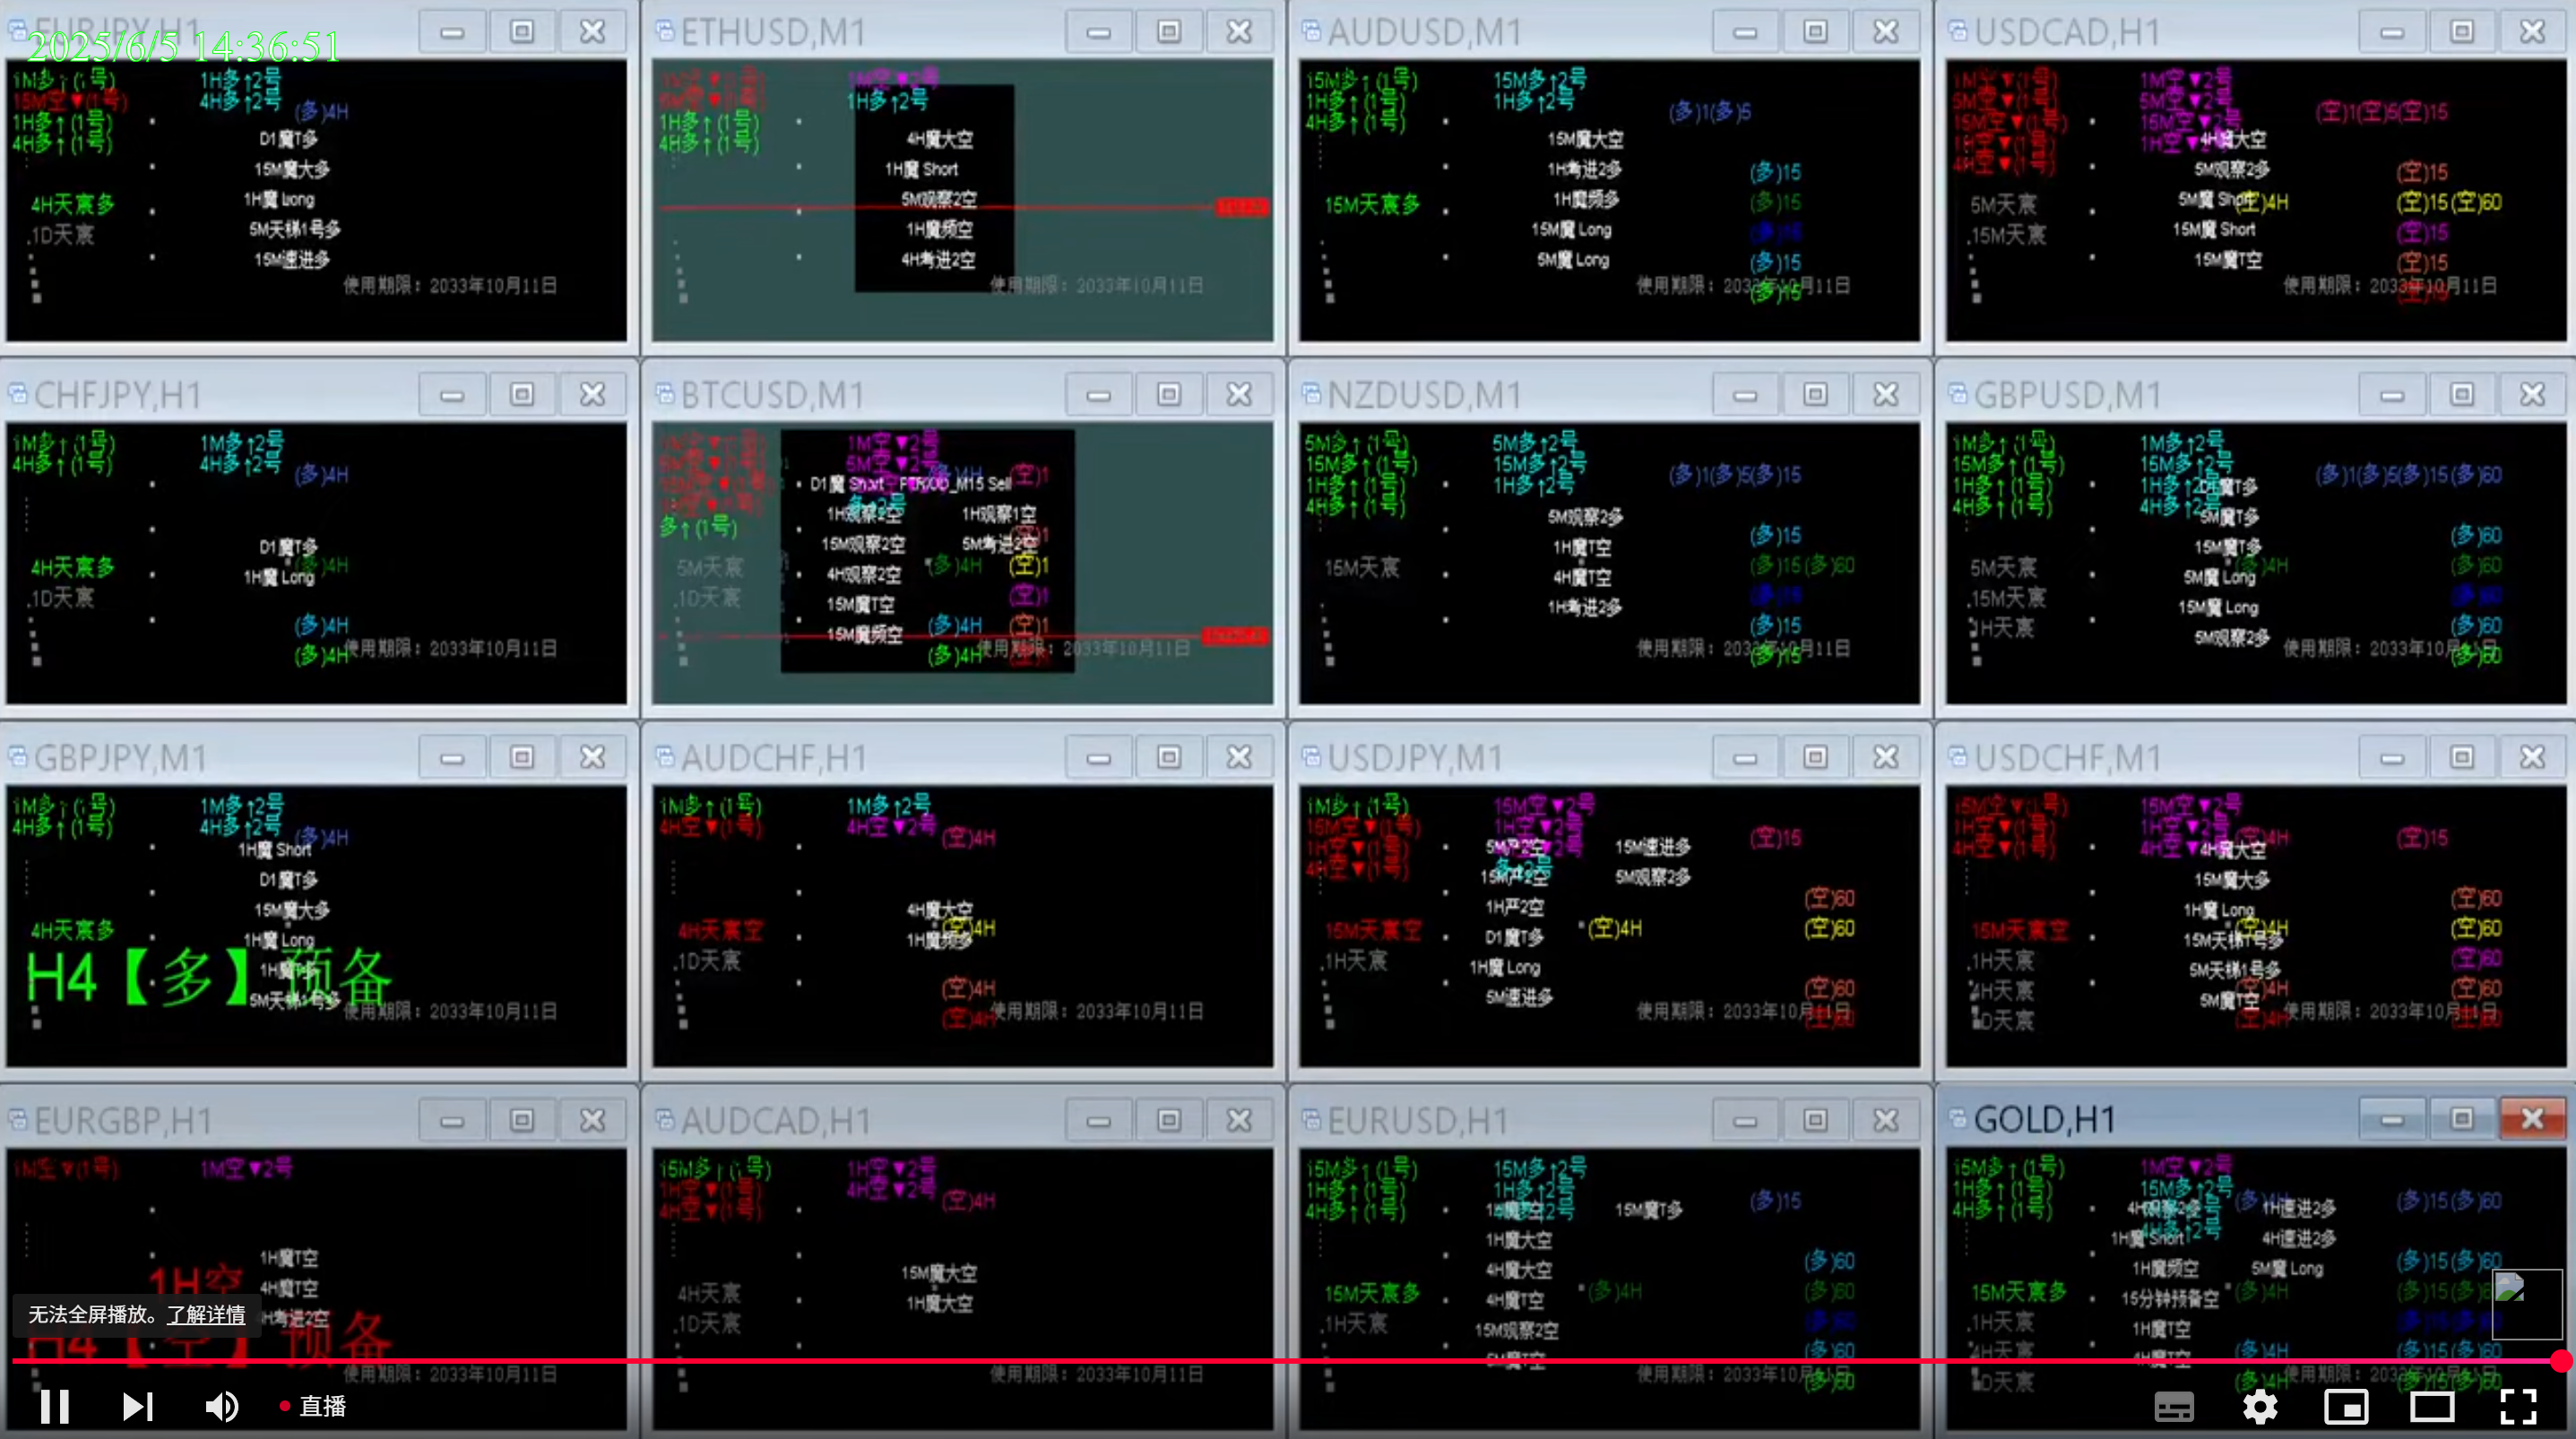 EURJPY,H1
2025/6/5 14:36:51
1M多↑(1号)
15M空▼(1号)
1H多↑(1号)
4H多↑(1号)
1H多↑2号
4H多↑2号
(多)4H
D1魔T多
15M魔大多
1H魔 Long
5M天梯1号多
15M速进多
4H天宸多
.1D天宸
使用期限：2033年10月11日
ETHUSD,M1
1M空▼2号
1H多↑2号
1H多↑(1号)
4H多↑(1号)
4H魔大空
1H魔 Short
5M观察2空
1H魔频空
4H考进2空
使用期限：2033年10月11日
AUDUSD,M1
15M多↑(1号)
1H多↑(1号)
4H多↑(1号)
15M多↑2号
1H多↑2号
(多)1(多)5
15M魔大空
1H考进2多
1H魔频多
15M魔 Long
5M魔 Long
15M天宸多
(多)15
(多)15
(多)15
(多)15
(多)15
使用期限：2033年10月11日
USDCAD,H1
1M空▼(1号)
5M空▼(1号)
15M空▼(1号)
1H空▼(1号)
4H空▼(1号)
1M空▼2号
5M空▼2号
15M空▼2号
1H空▼2号
(空)1(空)5(空)15
4H魔大空
5M观察2多
5M魔 Short
15M魔 Short
15M魔T空
5M天宸
.15M天宸
(空)4H
(空)15
(空)15(空)60
(空)15
(空)15
使用期限：2033年10月11日
CHFJPY,H1
1M多↑(1号)
4H多↑(1号)
1M多↑2号
4H多↑2号
(多)4H
D1魔T多
1H魔 Long
(多)4H
4H天宸多
.1D天宸
(多)4H
(多)4H
使用期限：2033年10月11日
BTCUSD,M1
1M空▼2号
5M空▼2号
多↑(1号)
(多)4H
(空)1
D1魔 Short
PERIOD_M15 Sell
1H观察2空
1H观察1空
15M观察2空
5M考进2空
4H观察2空
15M魔T空
15M魔频空
5M天宸
.1D天宸
(多)4H
(空)1
(空)1
(多)4H
(空)1
(多)4H
使用期限：2033年10月11日
NZDUSD,M1
5M多↑(1号)
15M多↑(1号)
1H多↑(1号)
4H多↑(1号)
5M多↑2号
15M多↑2号
1H多↑2号
(多)1(多)5(多)15
5M观察2多
1H魔T空
4H魔T空
1H考进2多
15M天宸
(多)15
(多)15(多)60
(多)15
(多)15
(多)15
使用期限：2033年10月11日
GBPUSD,M1
1M多↑(1号)
15M多↑(1号)
1H多↑(1号)
4H多↑(1号)
1M多↑2号
15M多↑2号
1H多↑2号
4H多↑2号
(多)1(多)5(多)15(多)60
D1魔T多
5M魔T多
15M魔T多
5M魔 Long
15M魔 Long
5M观察2多
5M天宸
.15M天宸
1H天宸
(多)4H
(多)60
(多)60
(多)60
(多)60
(多)60
使用期限：2033年10月11日
GBPJPY,M1
1M多↑(1号)
4H多↑(1号)
1M多↑2号
4H多↑2号
(多)4H
1H魔 Short
D1魔T多
15M魔大多
1H魔 Long
5M天梯1号多
4H天宸多
H4【多】预备
使用期限：2033年10月11日
AUDCHF,H1
1M多↑(1号)
4H空▼(1号)
1M多↑2号
4H空▼2号
(空)4H
4H魔大空
1H魔频多
(空)4H
4H天宸空
.1D天宸
(空)4H
(空)4H
使用期限：2033年10月11日
USDJPY,M1
1M多↑(1号)
15M空▼(1号)
1H空▼(1号)
4H空▼(1号)
15M空▼2号
1H空▼2号
多↑2号
(空)15
5M严2空
15M严2空
1H严2空
D1魔T多
1H魔 Long
5M速进多
15M速进多
5M观察2多
15M天宸空
.1H天宸
(空)4H
(空)60
(空)60
(空)60
(空)60
使用期限：2033年10月11日
USDCHF,M1
15M空▼(1号)
1H空▼(1号)
4H空▼(1号)
15M空▼2号
1H空▼2号
4H空▼2号
(空)4H
(空)15
4H魔大空
15M魔大多
1H魔 Long
15M天梯1号多
5M天梯1号多
5M魔T空
15M天宸空
.1H天宸
4H天宸
D天宸
(空)4H
(空)4H
(空)4H
(空)60
(空)60
(空)60
(空)60
(空)60
使用期限：2033年10月11日
EURGBP,H1
1M空▼(1号)
1M空▼2号
1H魔T空
4H魔T空
4H考进2空
1H空
H4【空】预备
使用期限：2033年10月11日
AUDCAD,H1
15M多↑(1号)
1H空▼(1号)
4H空▼(1号)
1H空▼2号
4H空▼2号
(空)4H
15M魔大空
1H魔大空
4H天宸
.1D天宸
使用期限：2033年10月11日
EURUSD,H1
15M多↑(1号)
1H多↑(1号)
4H多↑(1号)
15M多↑2号
1H多↑2号
(多)15
15M魔T多
1H魔大空
4H魔大空
4H魔T空
15M观察2空
15M天宸多
.1H天宸
(多)4H
(多)60
(多)60
(多)60
(多)60
(多)60
使用期限：2033年10月11日
GOLD,H1
15M多↑(1号)
1H多↑(1号)
4H多↑(1号)
1M空▼2号
15M多↑2号
4H多↑2号
(多)4H
(多)15(多)60
4H观察2多
1H速进2多
1H魔 Short
4H速进2多
1H魔频空
5M魔 Long
15分钟预备空
1H魔T空
4H魔T空
15M天宸多
.1H天宸
4H天宸
D天宸
(多)4H
(多)4H
(多)4H
(多)15(多)60
(多)15(多)60
使用期限：2033年10月11日
无法全屏播放。了解详情
直播